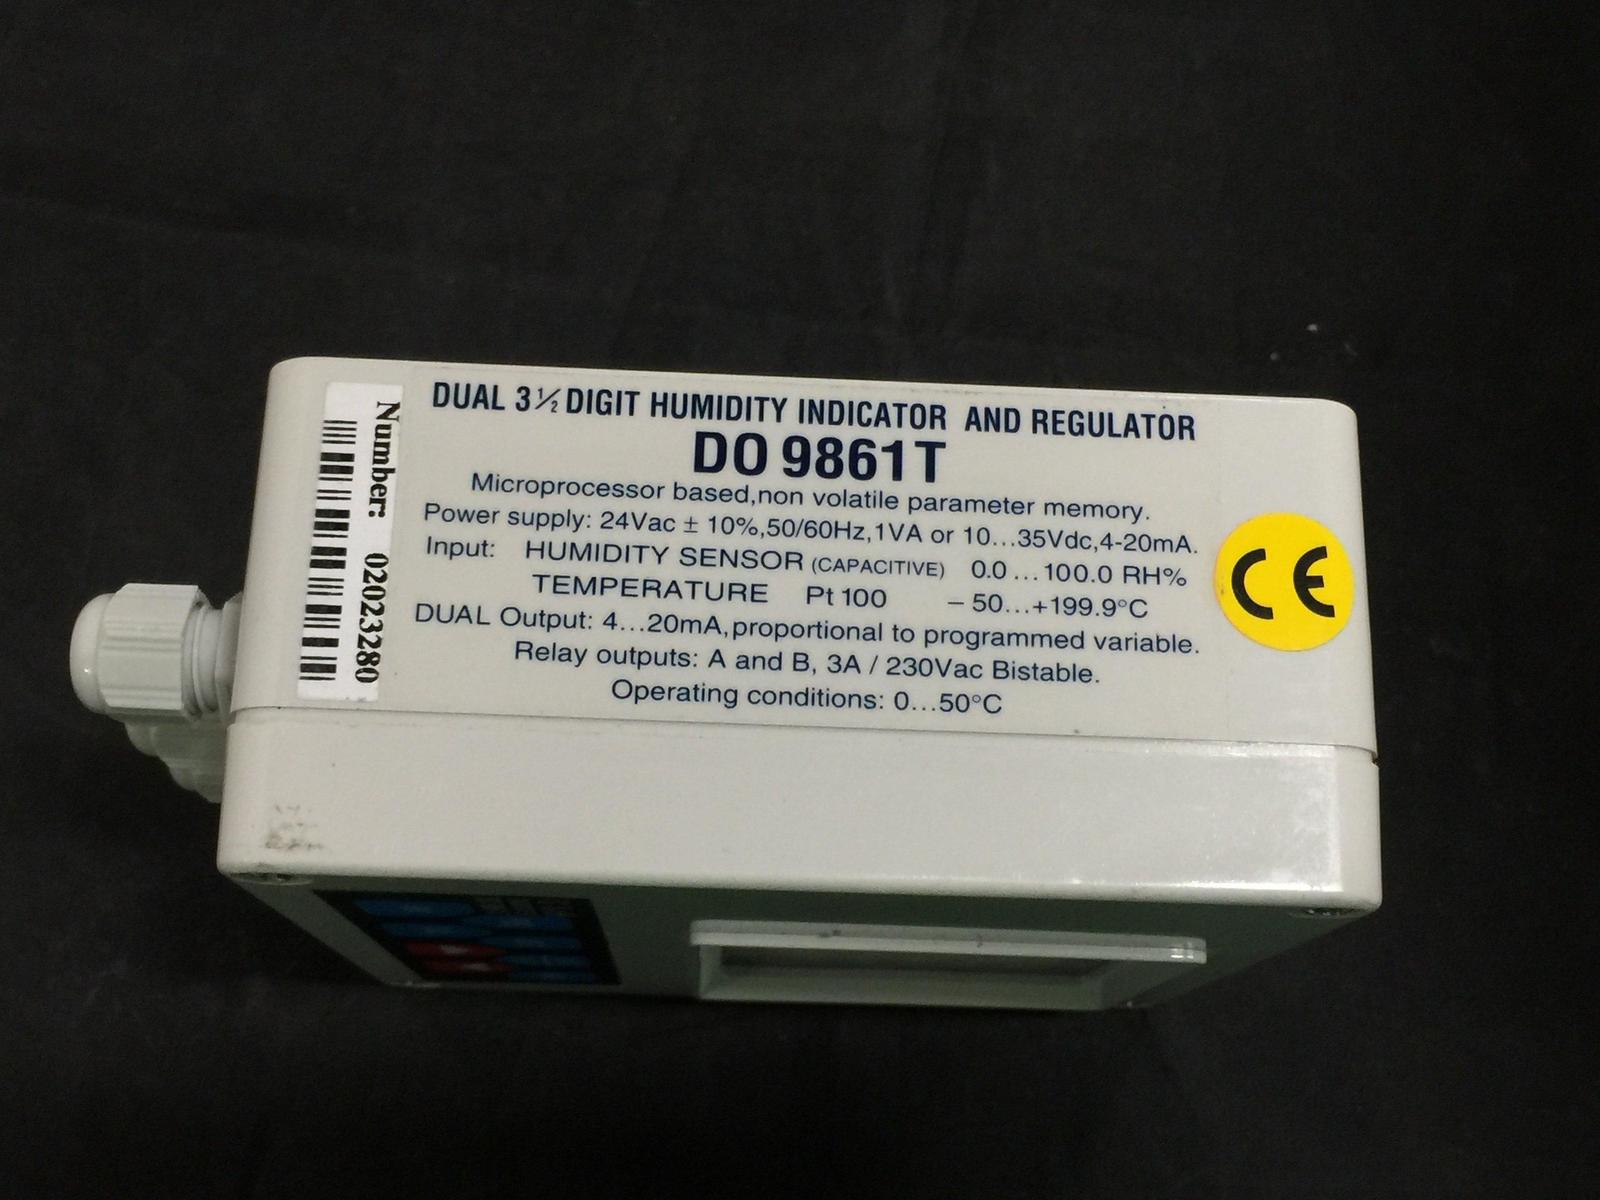 DUAL 3 1/2 DIGIT HUMIDITY INDICATOR AND REGULATOR
DO 9861T
Microprocessor based,non volatile parameter memory.
Power supply: 24Vac ± 10%,50/60Hz,1VA or 10...35Vdc,4-20mA.
Input: HUMIDITY SENSOR (CAPACITIVE) 0.0...100.0 RH%
TEMPERATURE Pt 100 –50...+199.9°C
DUAL Output: 4...20mA,proportional to programmed variable.
Relay outputs: A and B, 3A / 230Vac Bistable.
Operating conditions: 0...50°C
Number: 02023280
CE